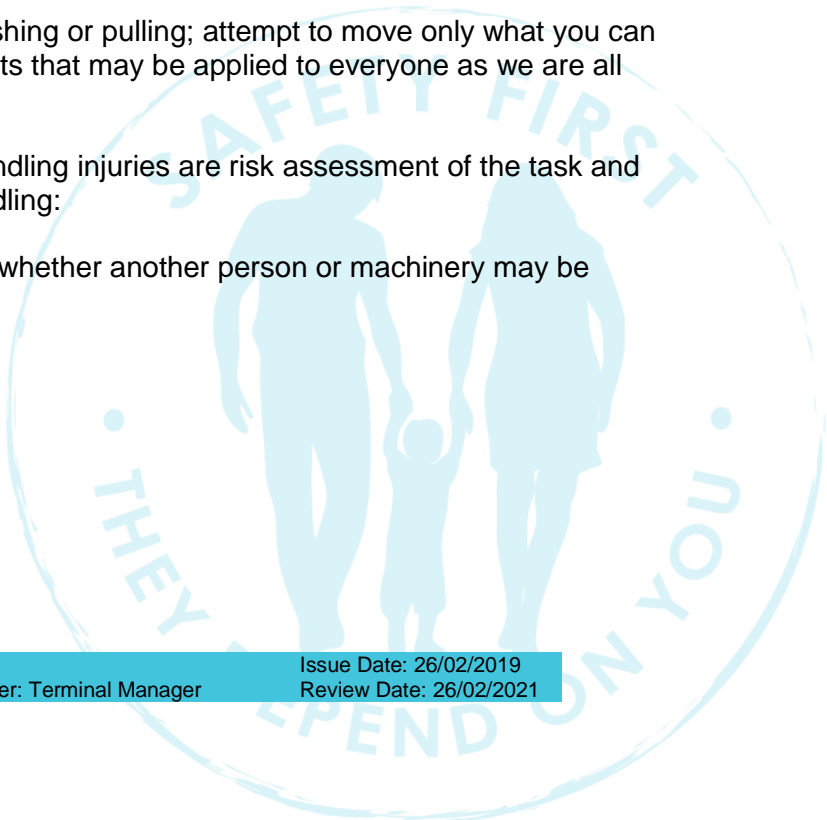 shing or pulling; attempt to move only what you can
ts that may be applied to everyone as we are all
ndling injuries are risk assessment of the task and
dling:
whether another person or machinery may be
SAFETY FIRST
• THEY DEPEND ON YOU •
Issue Date: 26/02/2019
er: Terminal Manager Review Date: 26/02/2021